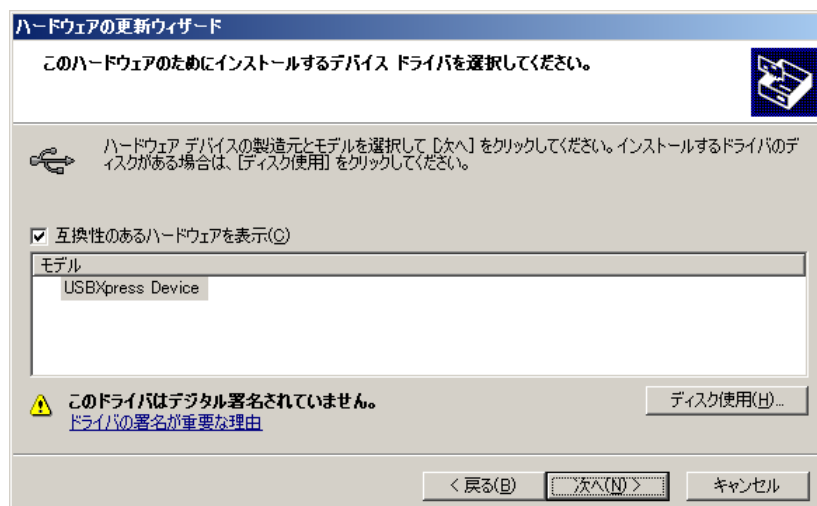 ハードウェアの更新ウィザード
このハードウェアのためにインストールするデバイス ドライバを選択してください。
ハードウェア デバイスの製造元とモデルを選択して [次へ] をクリックしてください。インストールするドライバのデ
ィスクがある場合は、[ディスク使用] をクリックしてください。
互換性のあるハードウェアを表示(C)
モデル
USBXpress Device
このドライバはデジタル署名されていません。
ドライバの署名が重要な理由
ディスク使用(H)...
< 戻る(B)
次へ(N) >
キャンセル